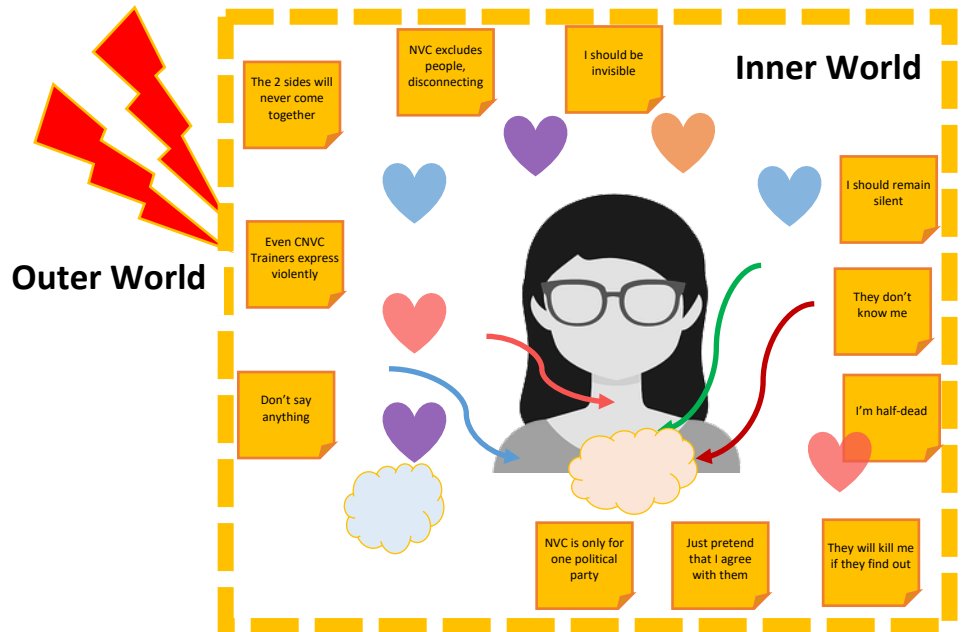 NVC excludes
people,
disconnecting
I should be
invisible
Inner World
The 2 sides will
never come
together
I should remain
silent
Even CNVC
Trainers express
violently
Outer World
They don't
know me
Don't say
anything
I'm half-dead
NVC is only for
one political
party
Just pretend
that I agree
with them
They will kill me
if they find out